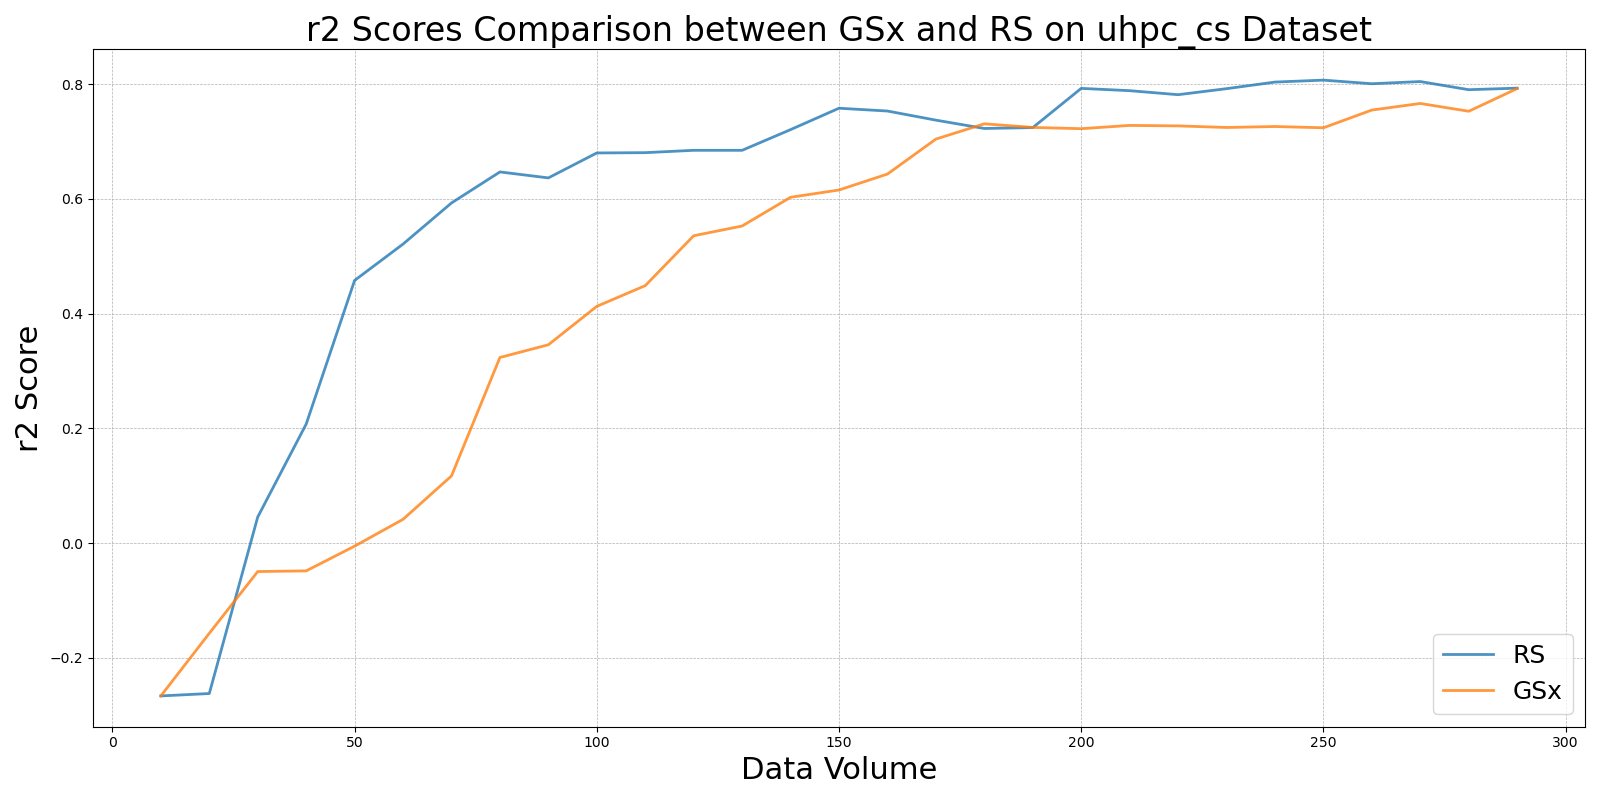 r2 Scores Comparison between GSx and RS on uhpc_cs Dataset
r2 Score
0.8
0.6
0.4
0.2
0.0
−0.2
0 50 100 150 200 250 300
Data Volume
RS
GSx